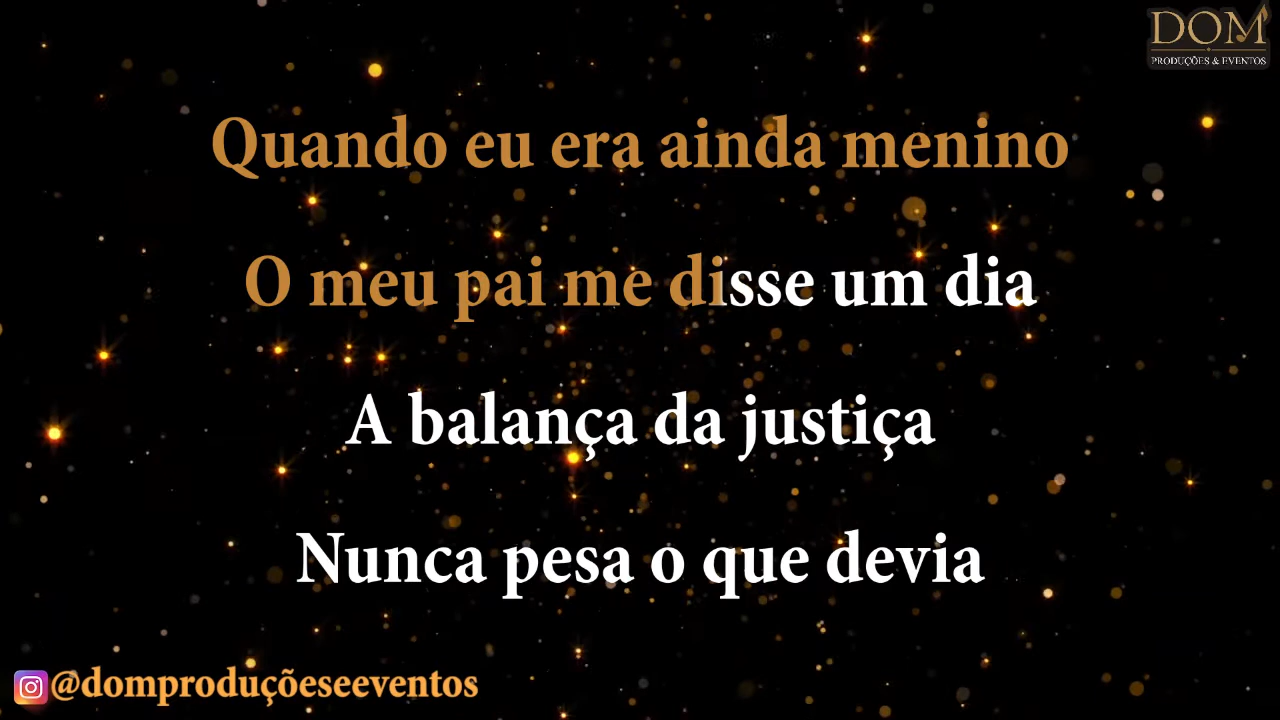 DOM
PRODUÇÕES & EVENTOS
Quando eu era ainda menino
O meu pai me disse um dia
A balança da justiça
Nunca pesa o que devia
@domproduçõeseeventos